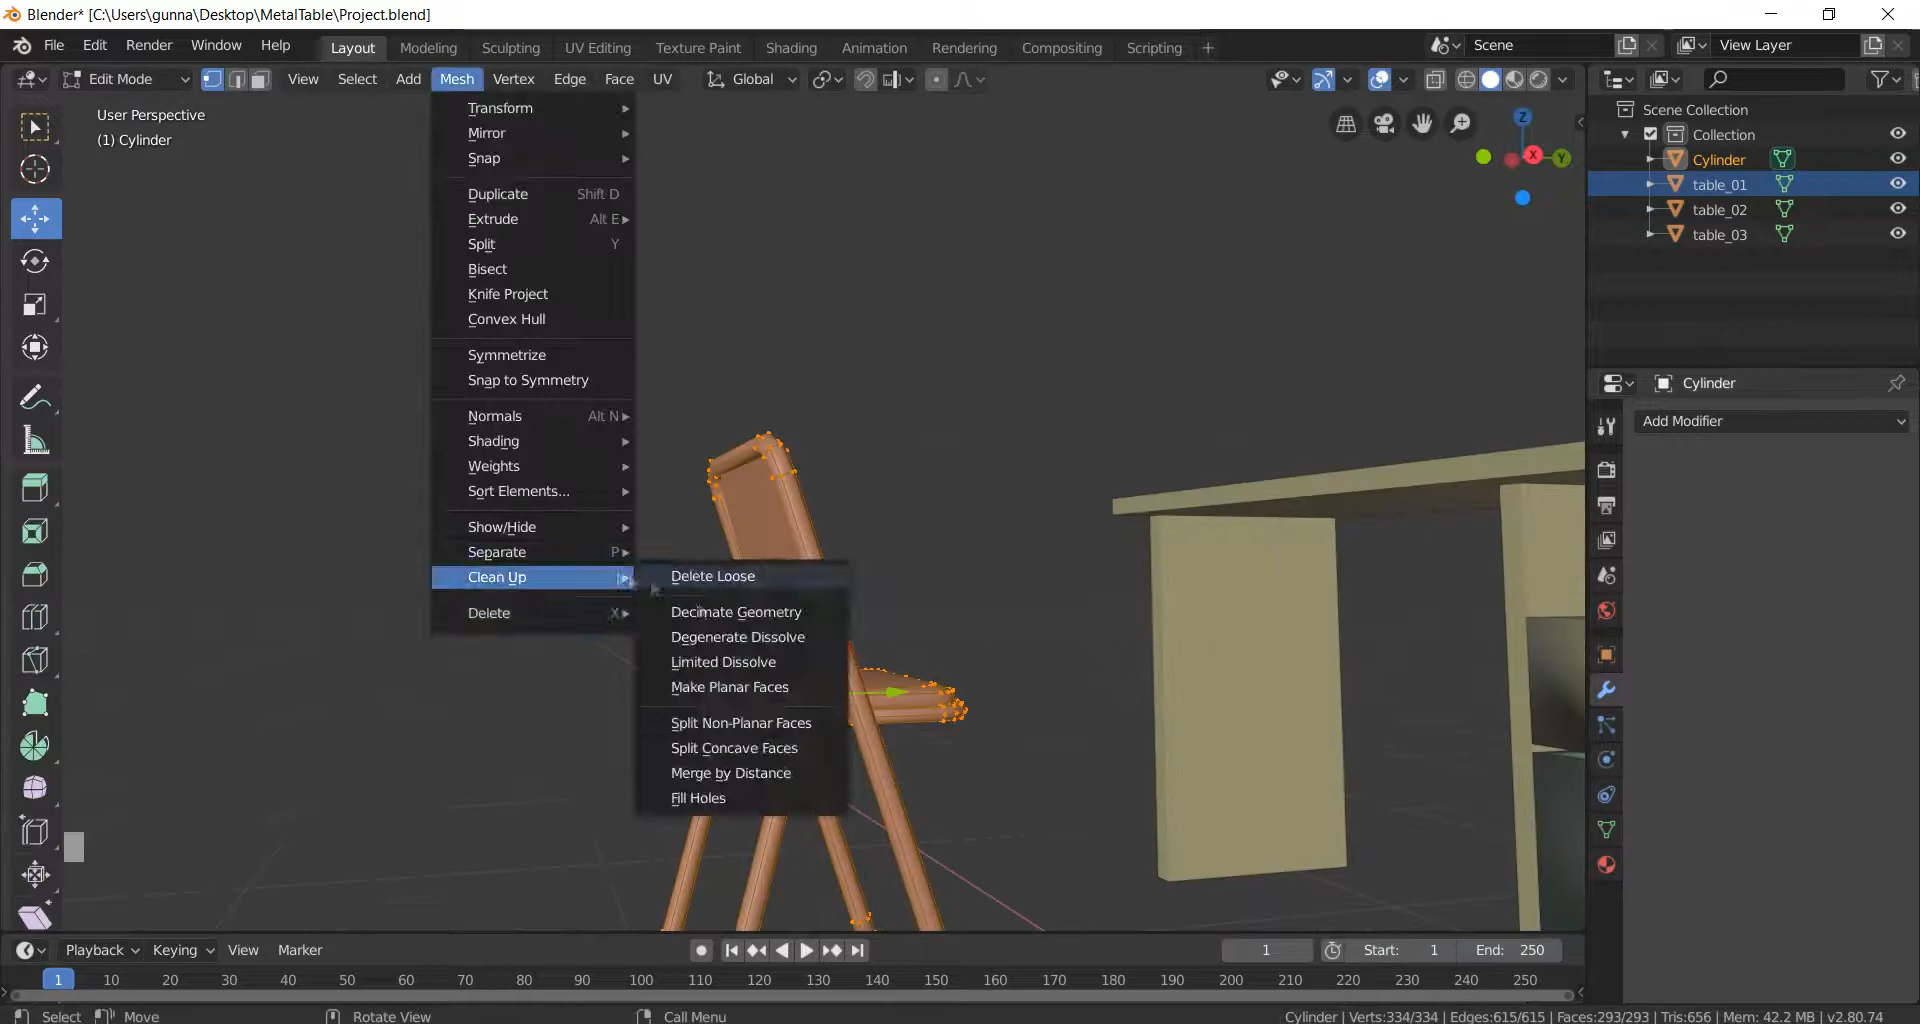 Blender* [C:\Users\gunna\Desktop\MetalTable\Project.blend]
File Edit Render Window Help Layout Modeling Sculpting UV Editing Texture Paint Shading Animation Rendering Compositing Scripting + Scene View Layer
Edit Mode View Select Add Mesh Vertex Edge Face UV Global
User Perspective
(1) Cylinder
Transform
Mirror
Snap
Duplicate Shift D
Extrude Alt E
Split Y
Bisect
Knife Project
Convex Hull
Symmetrize
Snap to Symmetry
Normals Alt N
Shading
Weights
Sort Elements...
Show/Hide
Separate P
Clean Up
Delete X
Delete Loose
Decimate Geometry
Degenerate Dissolve
Limited Dissolve
Make Planar Faces
Split Non-Planar Faces
Split Concave Faces
Merge by Distance
Fill Holes
Z
X
Y
Scene Collection
Collection
Cylinder
table_01
table_02
table_03
Cylinder
Add Modifier
Playback Keying View Marker 1 Start: 1 End: 250
1 10 20 30 40 50 60 70 80 90 100 110 120 130 140 150 160 170 180 190 200 210 220 230 240 250
Select Move Rotate View Call Menu Cylinder | Verts:334/334 | Edges:615/615 | Faces:293/293 | Tris:656 | Mem: 42.2 MB | v2.80.74